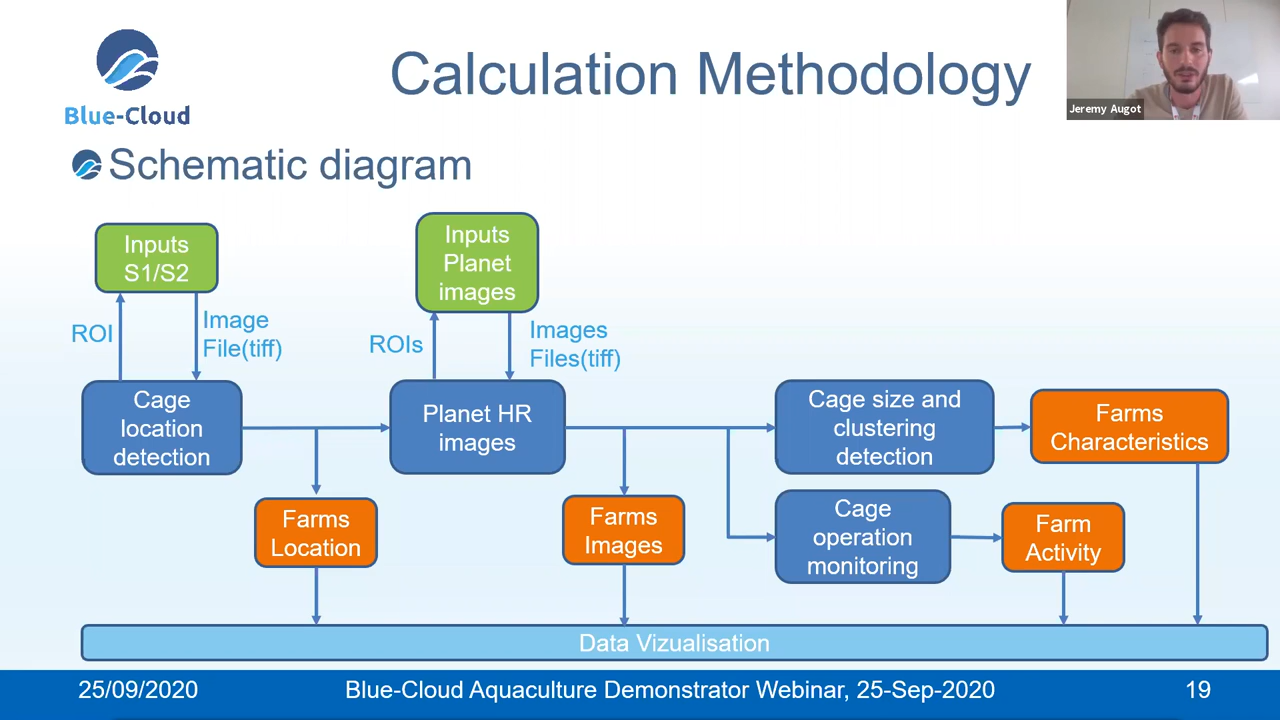 Blue-Cloud
Calculation Methodology
Jeremy Augot
Schematic diagram
Inputs
S1/S2
Inputs
Planet
images
ROI
Image
File(tiff)
ROIs
Images
Files(tiff)
Cage
location
detection
Planet HR
images
Cage size and
clustering
detection
Farms
Characteristics
Farms
Location
Farms
Images
Cage
operation
monitoring
Farm
Activity
Data Vizualisation
25/09/2020
Blue-Cloud Aquaculture Demonstrator Webinar, 25-Sep-2020
19